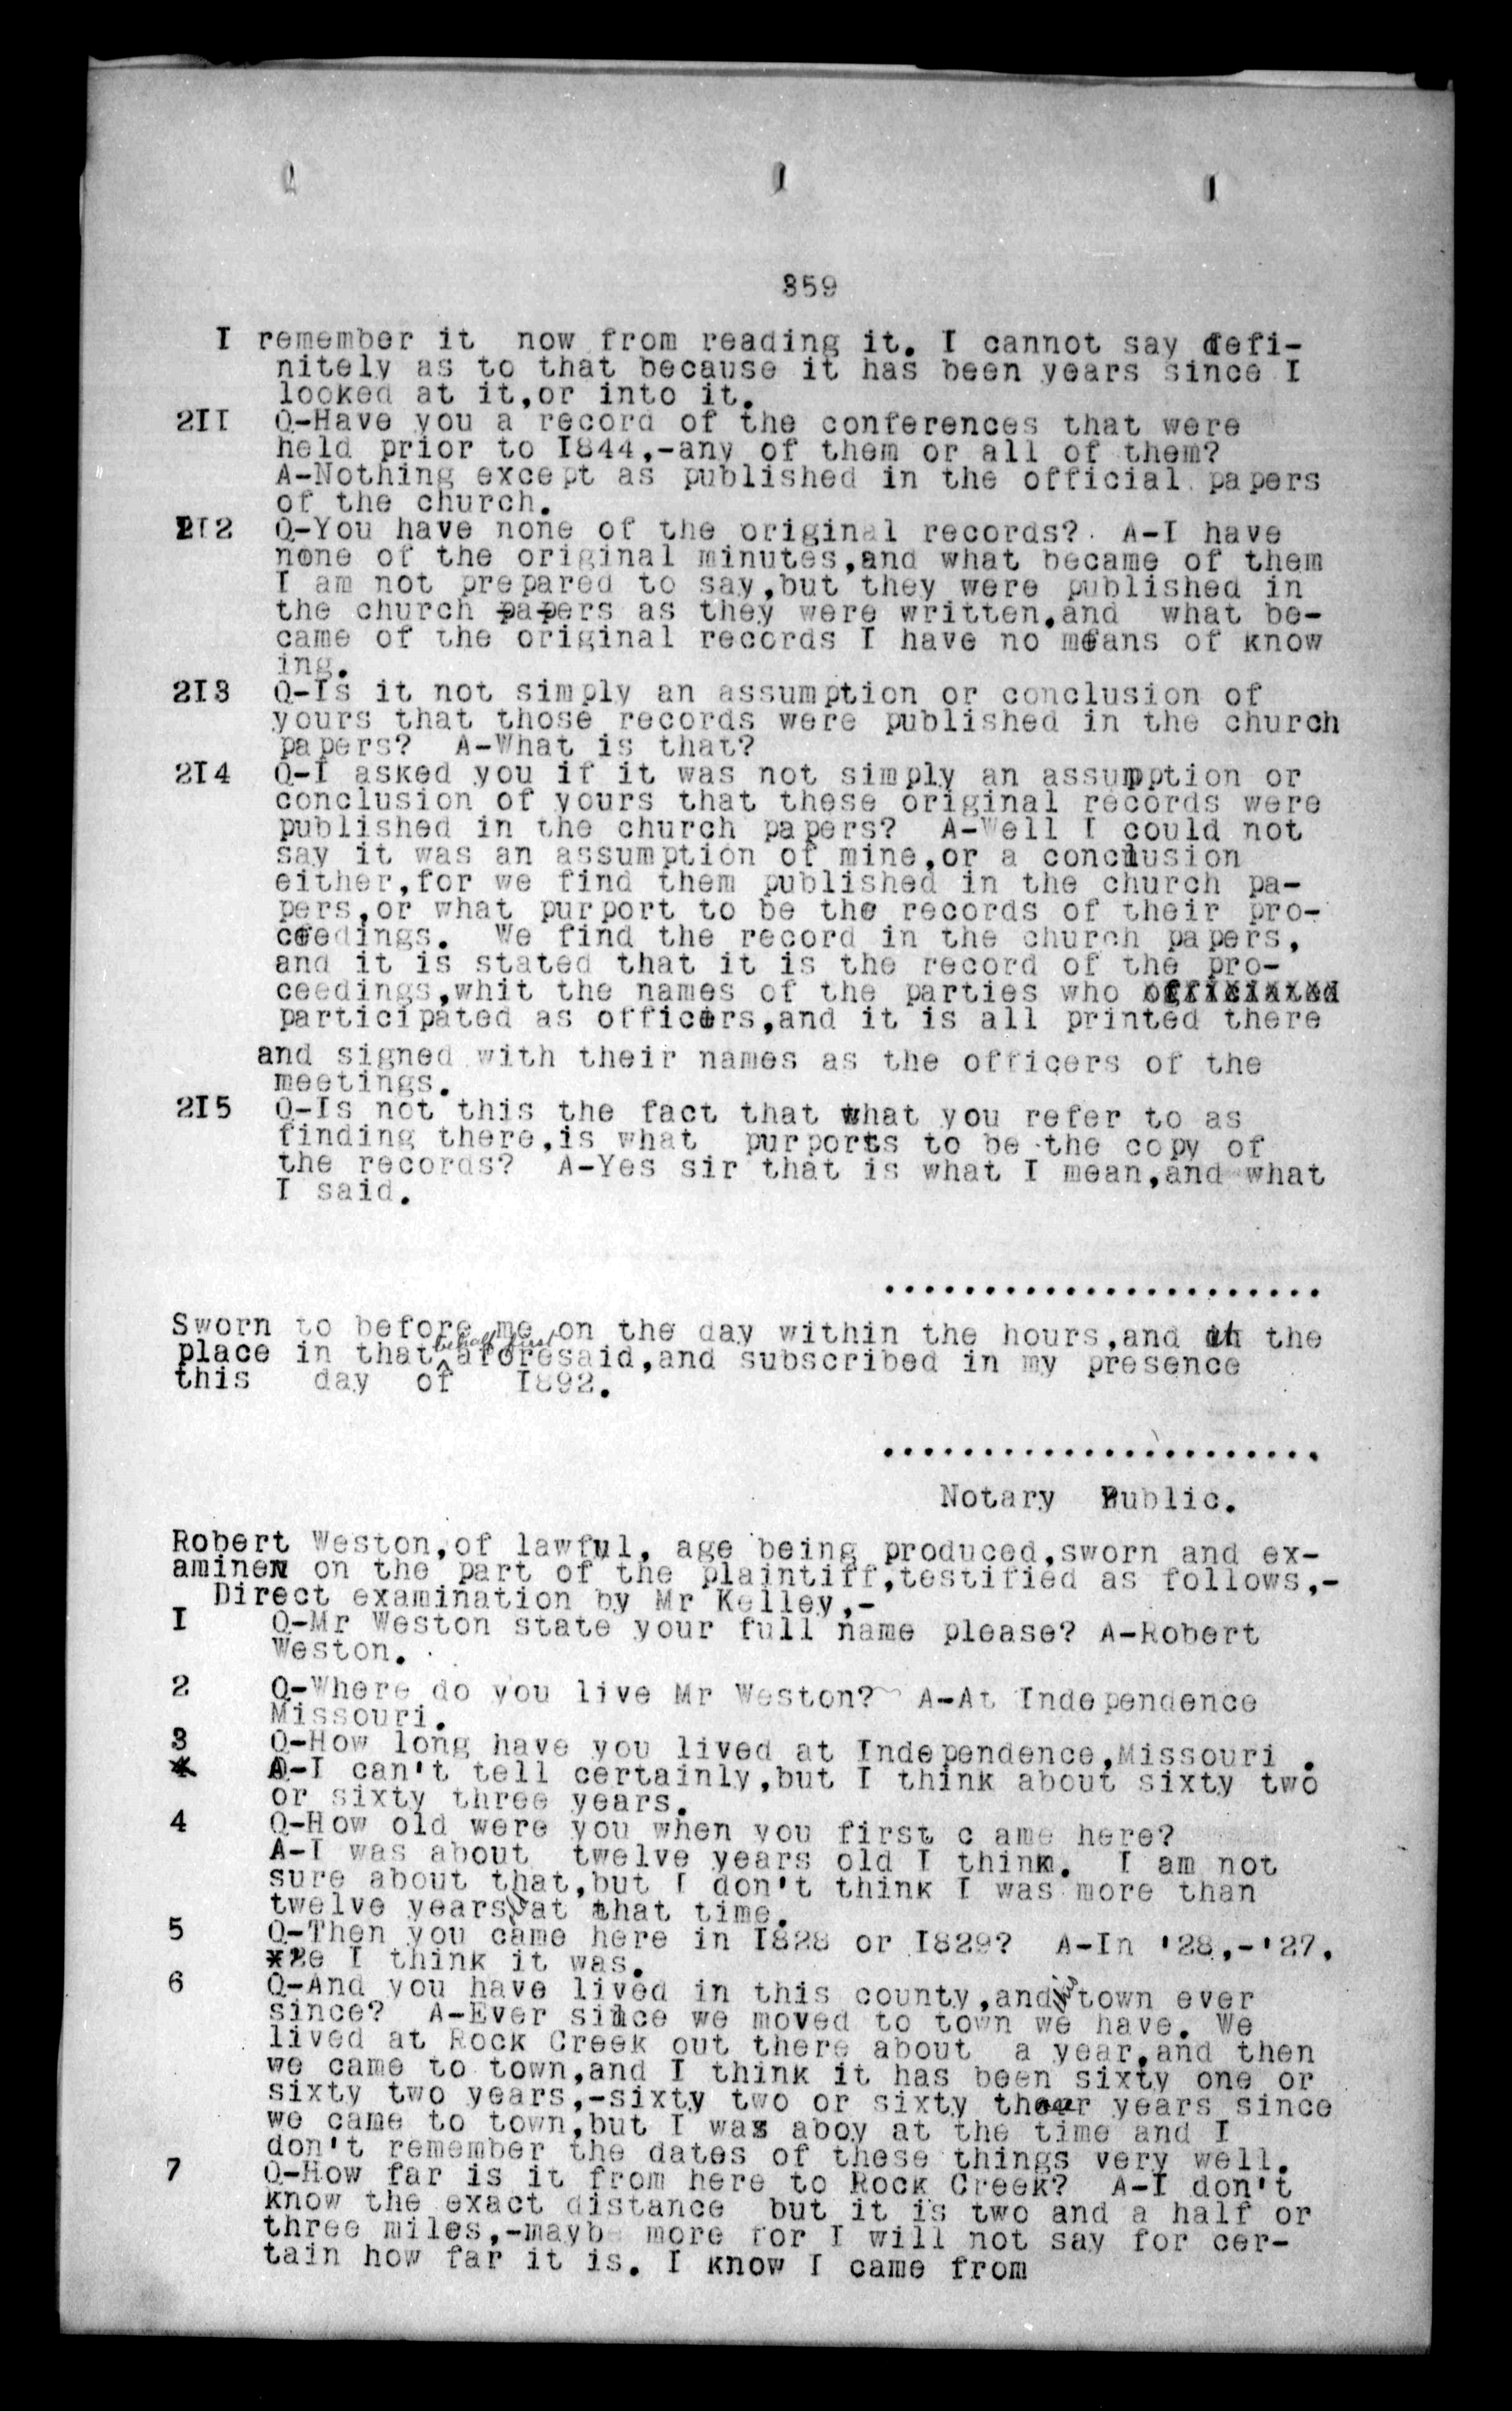 359
I remember it now from reading it. I cannot say defi-
nitely as to that because it has been years since I
looked at it,or into it.
2II Q-Have you a record of the conferences that were
held prior to I844,-any of them or all of them?
A-Nothing except as published in the official papers
of the church.
2I2 Q-You have none of the original records? A-I have
none of the original minutes,and what became of them
I am not prepared to say,but they were published in
the church papers as they were written,and what be-
came of the original records I have no means of know
ing.
2I3 Q-Is it not simply an assumption or conclusion of
yours that those records were published in the church
papers? A-What is that?
2I4 Q-I asked you if it was not simply an assumpption or
conclusion of yours that these original records were
published in the church papers? A-Well I could not
say it was an assumption of mine,or a conclusion
either,for we find them published in the church pa-
pers,or what purport to be the records of their pro-
ceedings. We find the record in the church papers,
and it is stated that it is the record of the pro-
ceedings,whit the names of the parties who officiated
participated as officers,and it is all printed there
and signed with their names as the officers of the
meetings.
2I5 Q-Is not this the fact that what you refer to as
finding there,is what purports to be the copy of
the records? A-Yes sir that is what I mean,and what
I said.
......................
Sworn to before me on the day within the hours,and at the
place in that behalf first aforesaid,and subscribed in my presence
this day of I892.
......................
Notary Public.
Robert Weston,of lawful, age being produced,sworn and ex-
aminen on the part of the plaintiff,testified as follows,-
Direct examination by Mr Kelley,-
I Q-Mr Weston state your full name please? A-Robert
Weston.
2 Q-Where do you live Mr Weston? A-At Independence
Missouri.
3 Q-How long have you lived at Independence,Missouri .
A-I can't tell certainly,but I think about sixty two
or sixty three years.
4 Q-How old were you when you first c ame here?
A-I was about twelve years old I think. I am not
sure about that,but I don't think I was more than
twelve years at that time.
5 Q-Then you came here in I828 or I829? A-In '28,-'27,
I think it was.
6 Q-And you have lived in this county,and in town ever
since? A-Ever since we moved to town we have. We
lived at Rock Creek out there about a year,and then
we came to town,and I think it has been sixty one or
sixty two years,-sixty two or sixty years since
we came to town,but I was aboy at the time and I
don't remember the dates of these things very well.
7 Q-How far is it from here to Rock Creek? A-I don't
know the exact distance but it is two and a half or
three miles,-maybe more for I will not say for cer-
tain how far it is. I know I came from